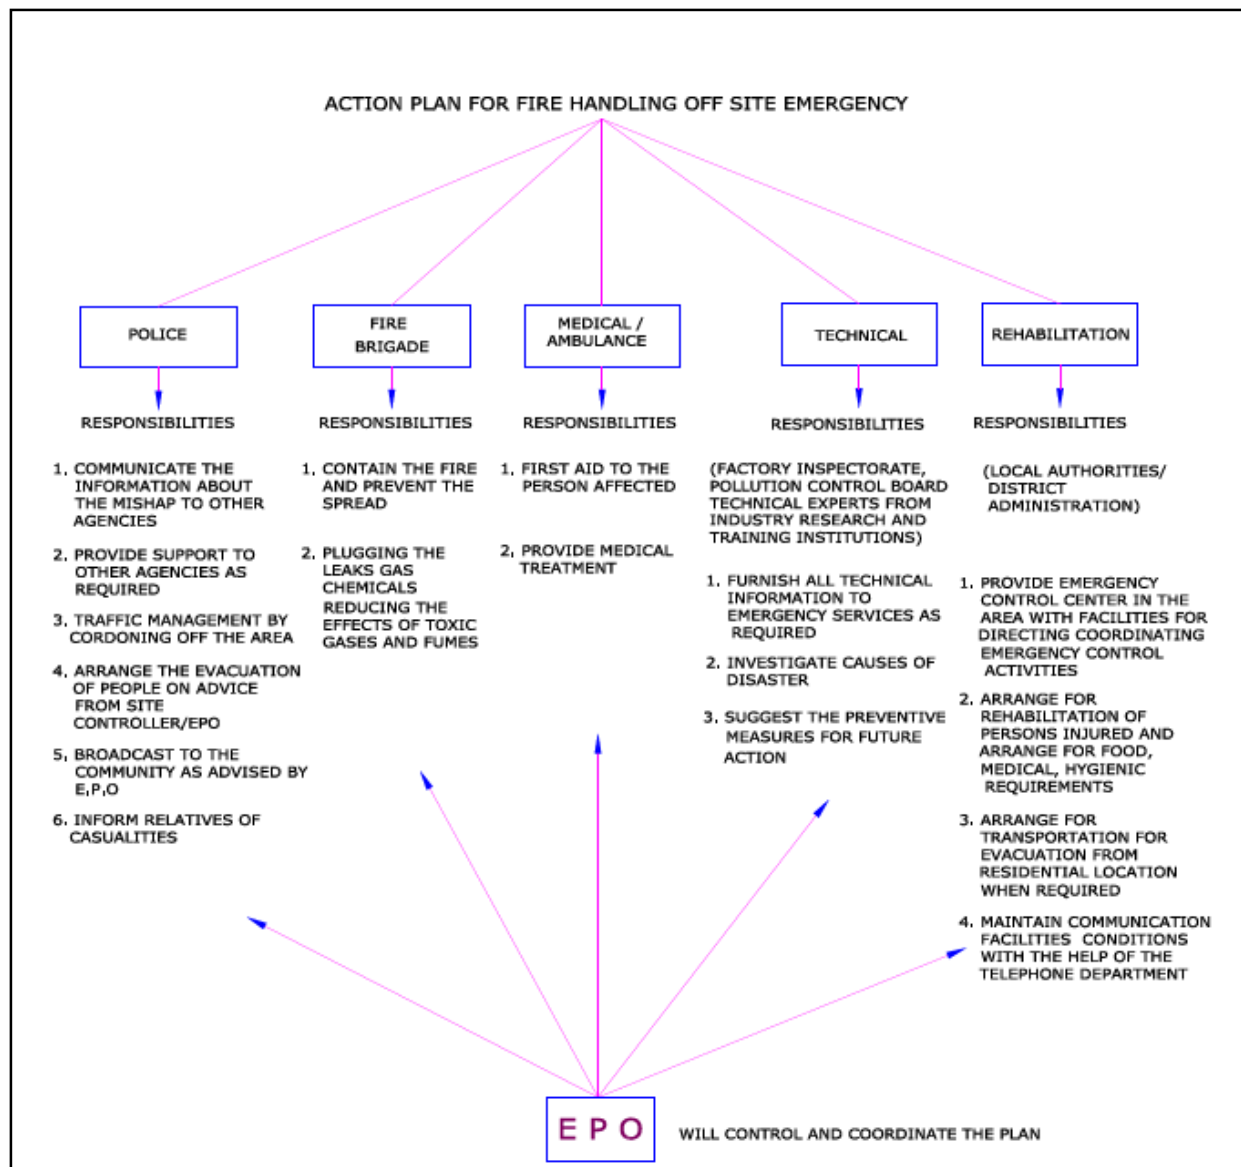 ACTION PLAN FOR FIRE HANDLING OFF SITE EMERGENCY
POLICE
FIRE
BRIGADE
MEDICAL /
AMBULANCE
TECHNICAL
REHABILITATION
RESPONSIBILITIES
1. COMMUNICATE THE
INFORMATION ABOUT
THE MISHAP TO OTHER
AGENCIES
2. PROVIDE SUPPORT TO
OTHER AGENCIES AS
REQUIRED
3. TRAFFIC MANAGEMENT BY
CORDONING OFF THE AREA
4. ARRANGE THE EVACUATION
OF PEOPLE ON ADVICE
FROM SITE
CONTROLLER/EPO
5. BROADCAST TO THE
COMMUNITY AS ADVISED BY
E.P.O
6. INFORM RELATIVES OF
CASUALITIES
RESPONSIBILITIES
1. CONTAIN THE FIRE
AND PREVENT THE
SPREAD
2. PLUGGING THE
LEAKS GAS
CHEMICALS
REDUCING THE
EFFECTS OF TOXIC
GASES AND FUMES
RESPONSIBILITIES
1. FIRST AID TO THE
PERSON AFFECTED
2. PROVIDE MEDICAL
TREATMENT
RESPONSIBILITIES
(FACTORY INSPECTORATE,
POLLUTION CONTROL BOARD
TECHNICAL EXPERTS FROM
INDUSTRY RESEARCH AND
TRAINING INSTITUTIONS)
1. FURNISH ALL TECHNICAL
INFORMATION TO
EMERGENCY SERVICES AS
REQUIRED
2. INVESTIGATE CAUSES OF
DISASTER
3. SUGGEST THE PREVENTIVE
MEASURES FOR FUTURE
ACTION
RESPONSIBILITIES
(LOCAL AUTHORITIES/
DISTRICT
ADMINISTRATION)
1. PROVIDE EMERGENCY
CONTROL CENTER IN THE
AREA WITH FACILITIES FOR
DIRECTING COORDINATING
EMERGENCY CONTROL
ACTIVITIES
2. ARRANGE FOR
REHABILITATION OF
PERSONS INJURED AND
ARRANGE FOR FOOD,
MEDICAL, HYGIENIC
REQUIREMENTS
3. ARRANGE FOR
TRANSPORTATION FOR
EVACUATION FROM
RESIDENTIAL LOCATION
WHEN REQUIRED
4. MAINTAIN COMMUNICATION
FACILITIES CONDITIONS
WITH THE HELP OF THE
TELEPHONE DEPARTMENT
E P O
WILL CONTROL AND COORDINATE THE PLAN